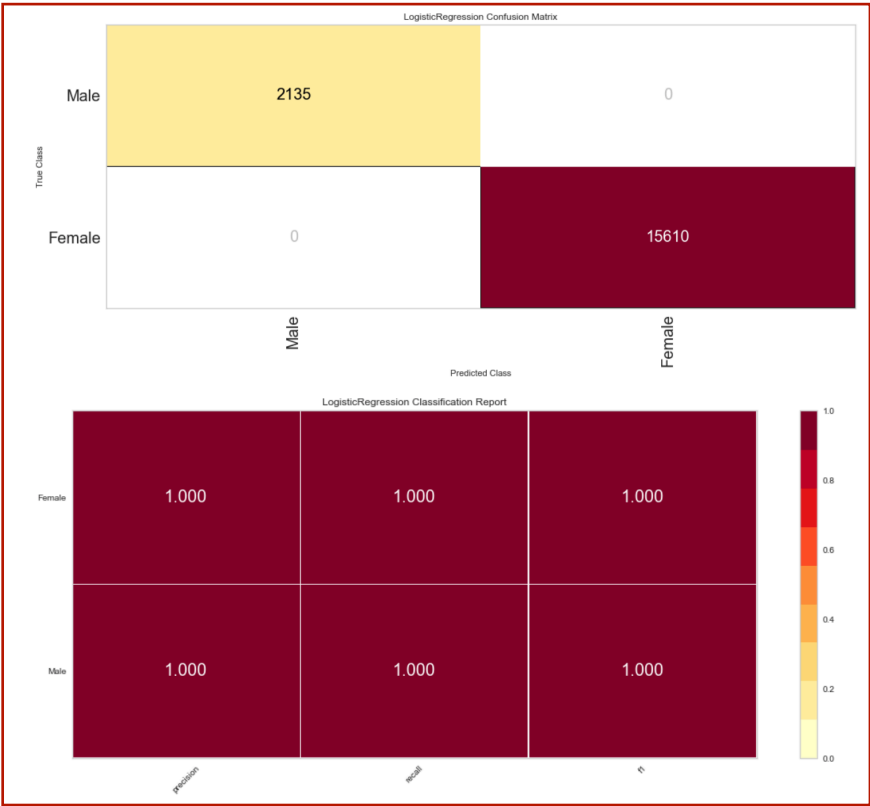 LogisticRegression Confusion Matrix
Male
2135
0
True Class
Female
0
15610
Male
Female
Predicted Class
LogisticRegression Classification Report
1.0
0.8
0.6
0.4
0.2
0.0
Female
1.000
1.000
1.000
Male
1.000
1.000
1.000
precision
recall
f1